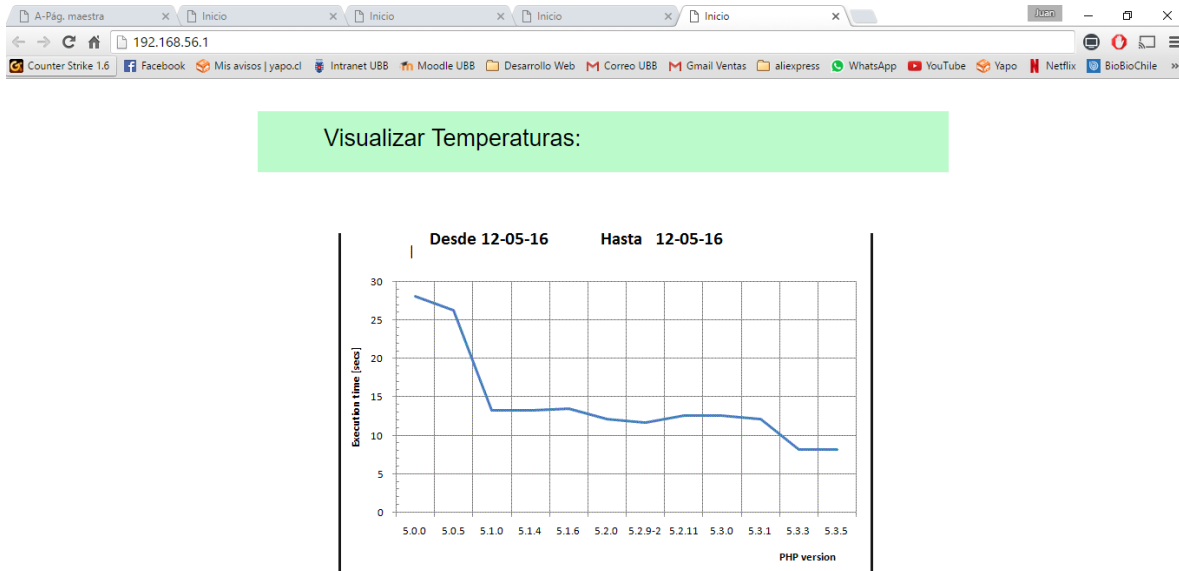 A-Pág. maestra
Inicio
Inicio
Inicio
Inicio
Juan
192.168.56.1
Counter Strike 1.6
Facebook
Mis avisos | yapo.cl
Intranet UBB
Moodle UBB
Desarrollo Web
Correo UBB
Gmail Ventas
aliexpress
WhatsApp
YouTube
Yapo
Netflix
BioBioChile
Visualizar Temperaturas:
Desde 12-05-16 Hasta 12-05-16
Execution time [secs]
30
25
20
15
10
5
0
5.0.0 5.0.5 5.1.0 5.1.4 5.1.6 5.2.0 5.2.9-2 5.2.11 5.3.0 5.3.1 5.3.3 5.3.5
PHP version